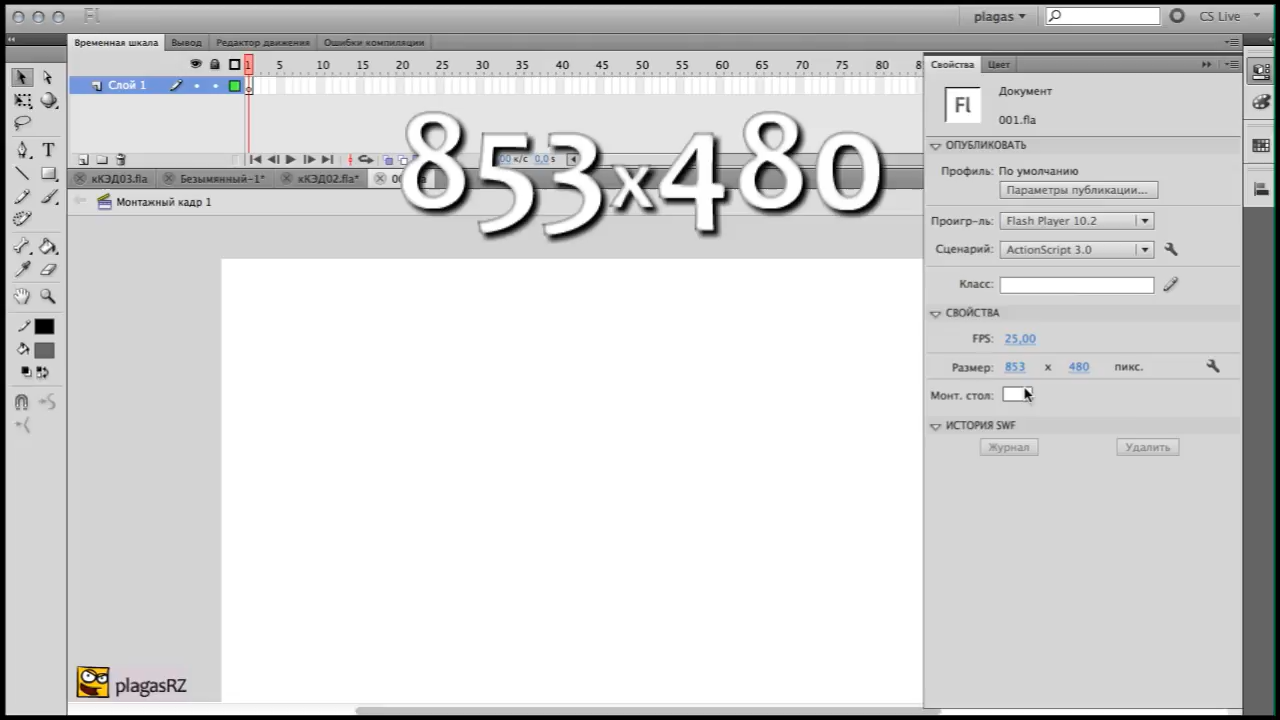 Fl
plagas
CS Live
Временная шкала Вывод Редактор движения Ошибки компиляции
1 5 10 15 20 25 30 35 40 45 50 55 60 65 70 75 80
Слой 1
853x480
к/с 0,0 s
кКЭД03.fla Безымянный-1* кКЭД02.fla*
Монтажный кадр 1
Свойства Цвет
Fl
Документ
001.fla
ОПУБЛИКОВАТЬ
Профиль: По умолчанию
Параметры публикации...
Проигр-ль: Flash Player 10.2
Сценарий: ActionScript 3.0
Класс:
СВОЙСТВА
FPS: 25,00
Размер: 853 x 480 пикс.
Монт. стол:
ИСТОРИЯ SWF
Журнал Удалить
plagasRZ